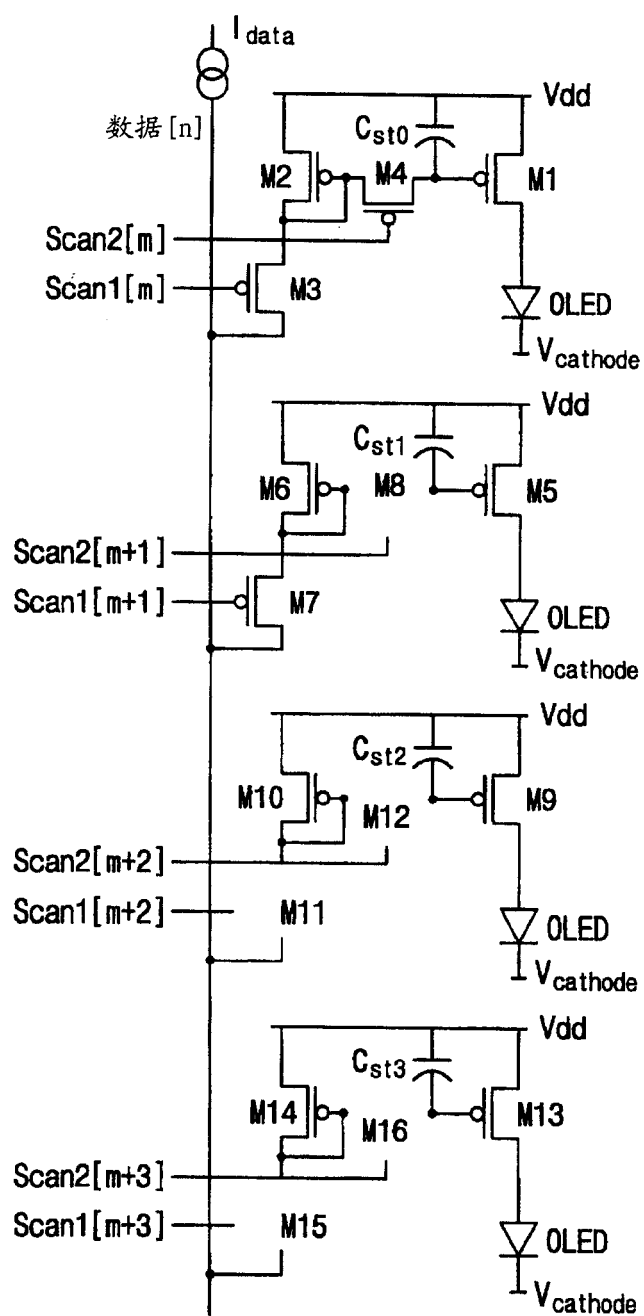 Idata
数据[n]
Vdd
Cst0
M2
M4
M1
Scan2[m]
Scan1[m]
M3
OLED
Vcathode
Vdd
Cst1
M6
M8
M5
Scan2[m+1]
Scan1[m+1]
M7
OLED
Vcathode
Vdd
Cst2
M10
M12
M9
Scan2[m+2]
Scan1[m+2]
M11
OLED
Vcathode
Vdd
Cst3
M14
M16
M13
Scan2[m+3]
Scan1[m+3]
M15
OLED
Vcathode